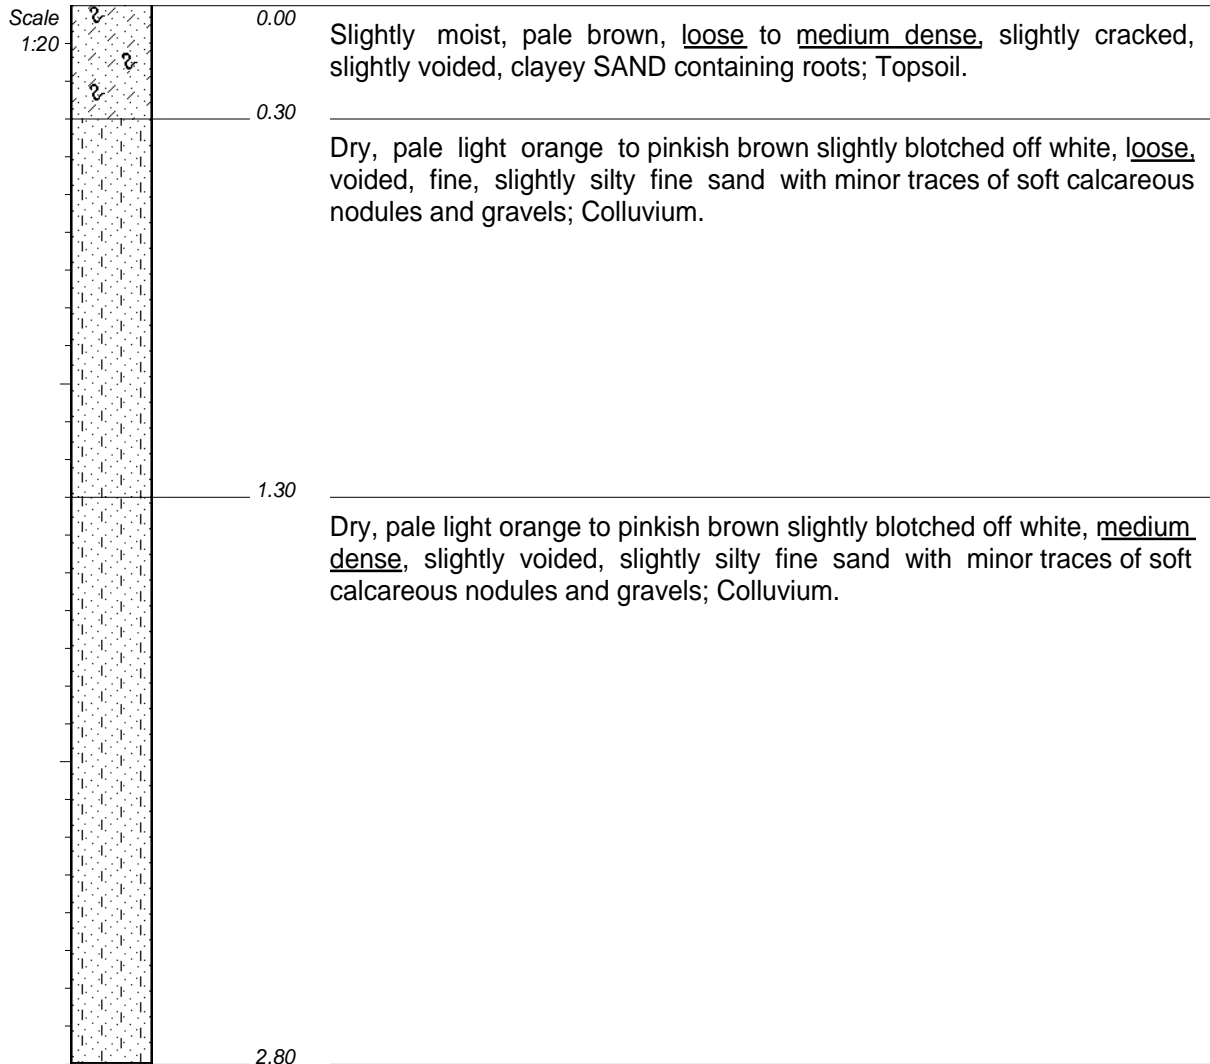 Scale
1:20
0.00
Slightly moist, pale brown, loose to medium dense, slightly cracked,
slightly voided, clayey SAND containing roots; Topsoil.
0.30
Dry, pale light orange to pinkish brown slightly blotched off white, loose,
voided, fine, slightly silty fine sand with minor traces of soft calcareous
nodules and gravels; Colluvium.
1.30
Dry, pale light orange to pinkish brown slightly blotched off white, medium
dense, slightly voided, slightly silty fine sand with minor traces of soft
calcareous nodules and gravels; Colluvium.
2.80